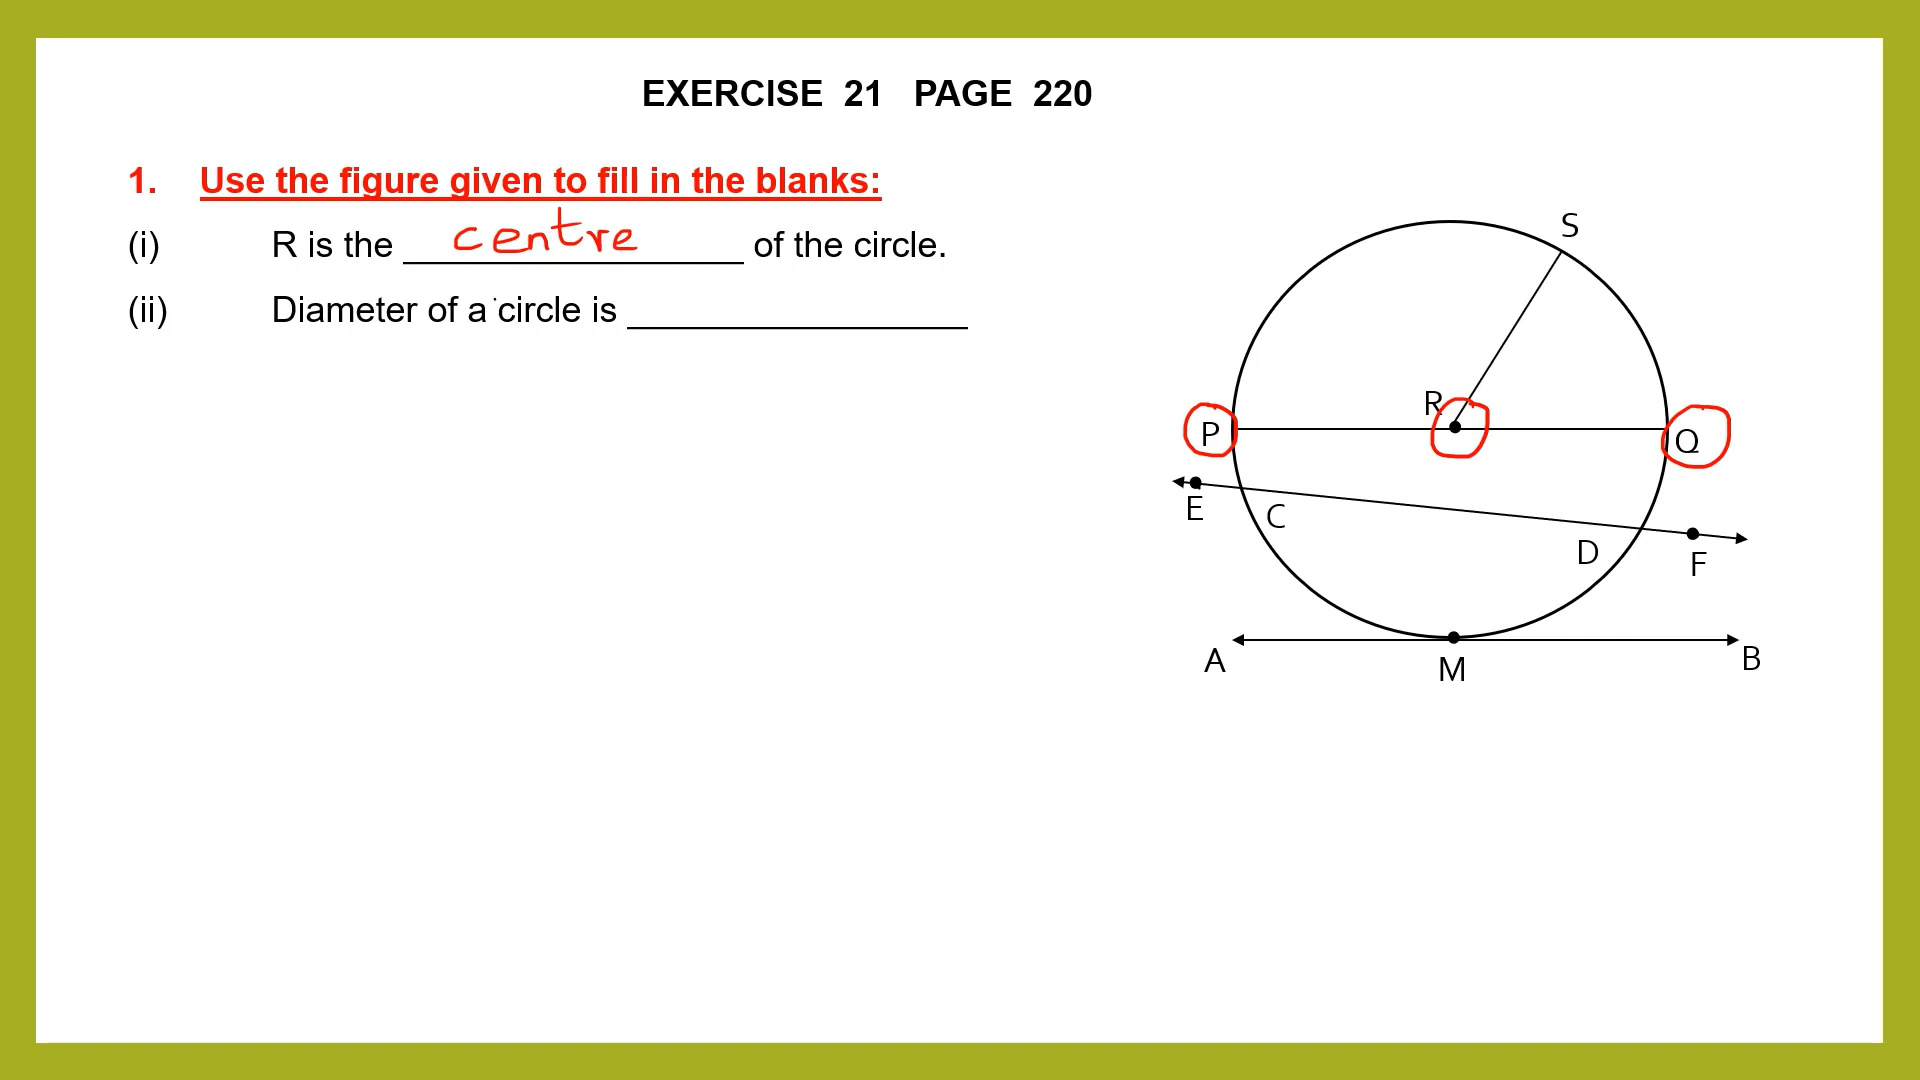 EXERCISE 21 PAGE 220
1. Use the figure given to fill in the blanks:
(i) R is the centre of the circle.
(ii) Diameter of a circle is ________________
S
R
P
Q
E
C
D
F
A
M
B